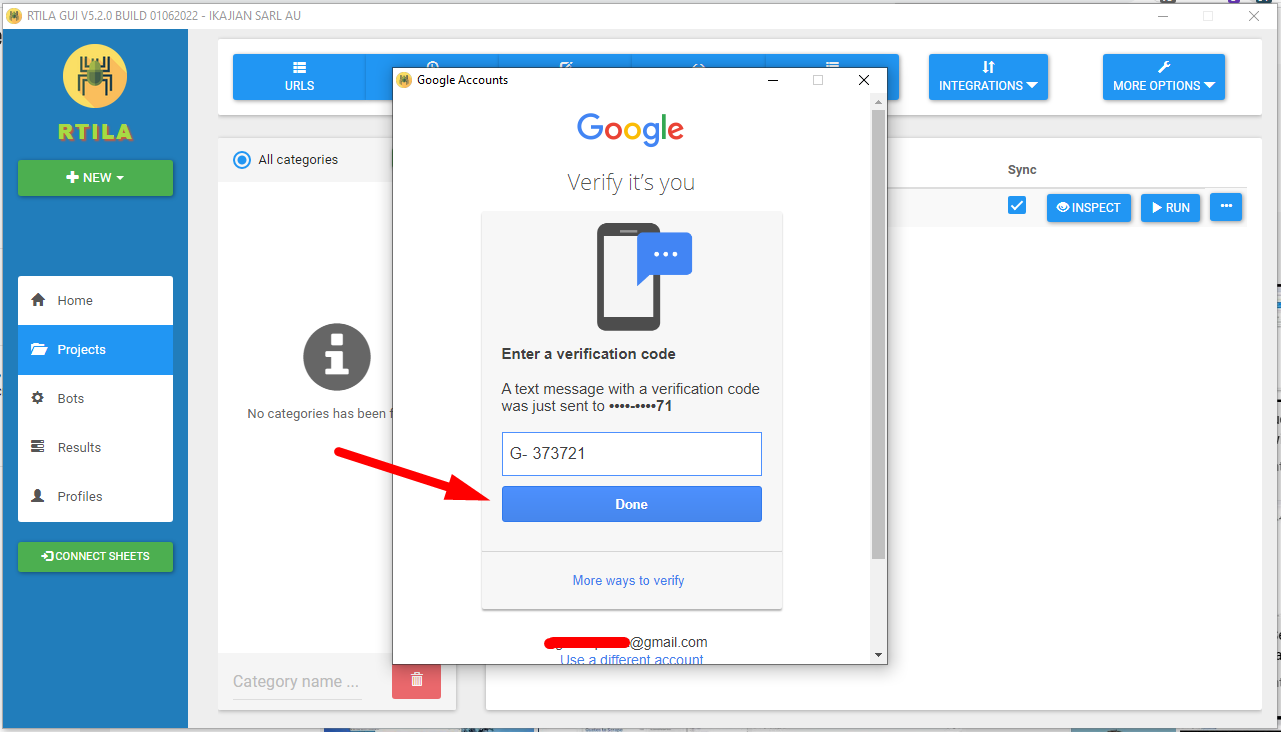 RTILA GUI V5.2.0 BUILD 01062022 - IKAJIAN SARL AU
RTILA
NEW
Home
Projects
Bots
Results
Profiles
CONNECT SHEETS
URLS
INTEGRATIONS
MORE OPTIONS
All categories
No categories has been
Category name ...
Sync
INSPECT
RUN
Google Accounts
Google
Verify it's you
Enter a verification code
A text message with a verification code
was just sent to ••••-••••71
G- 373721
Done
More ways to verify
@gmail.com
Use a different account